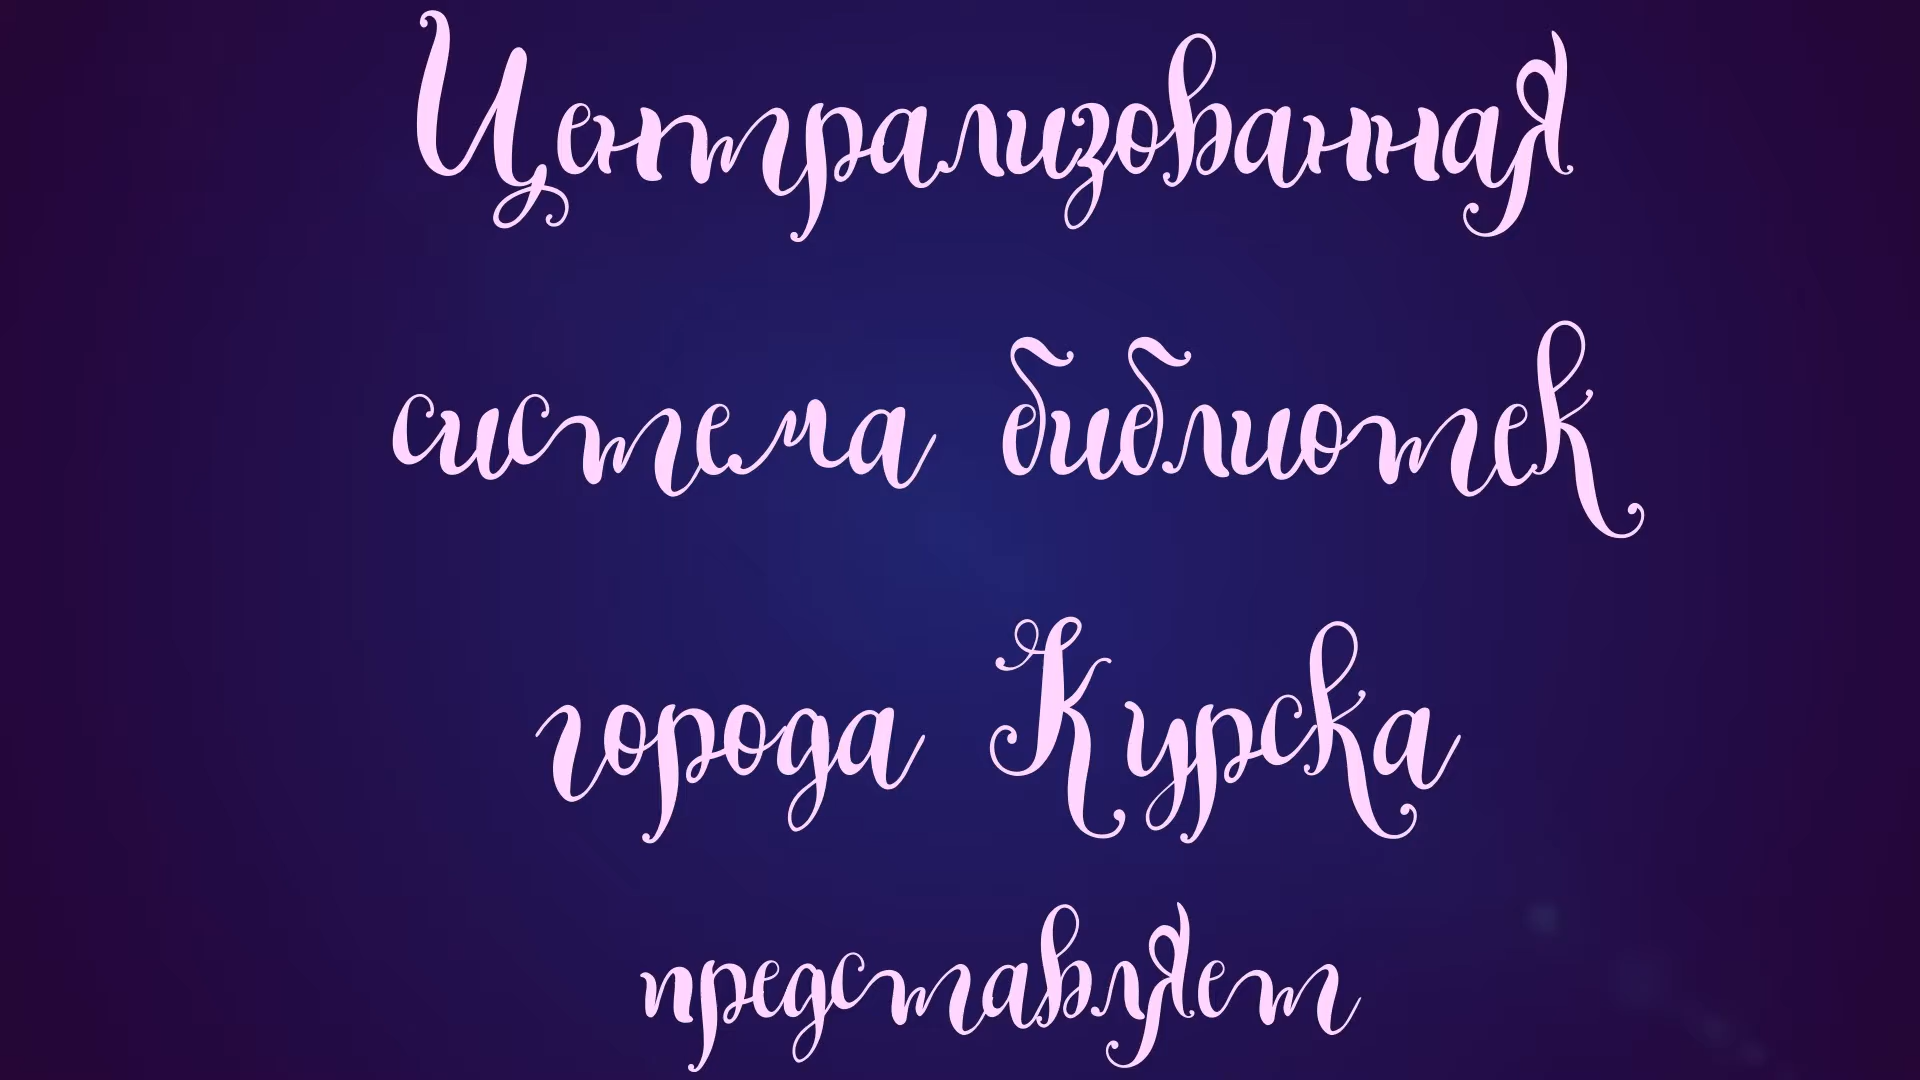 Централизованная
система библиотек
города Курска
представляет